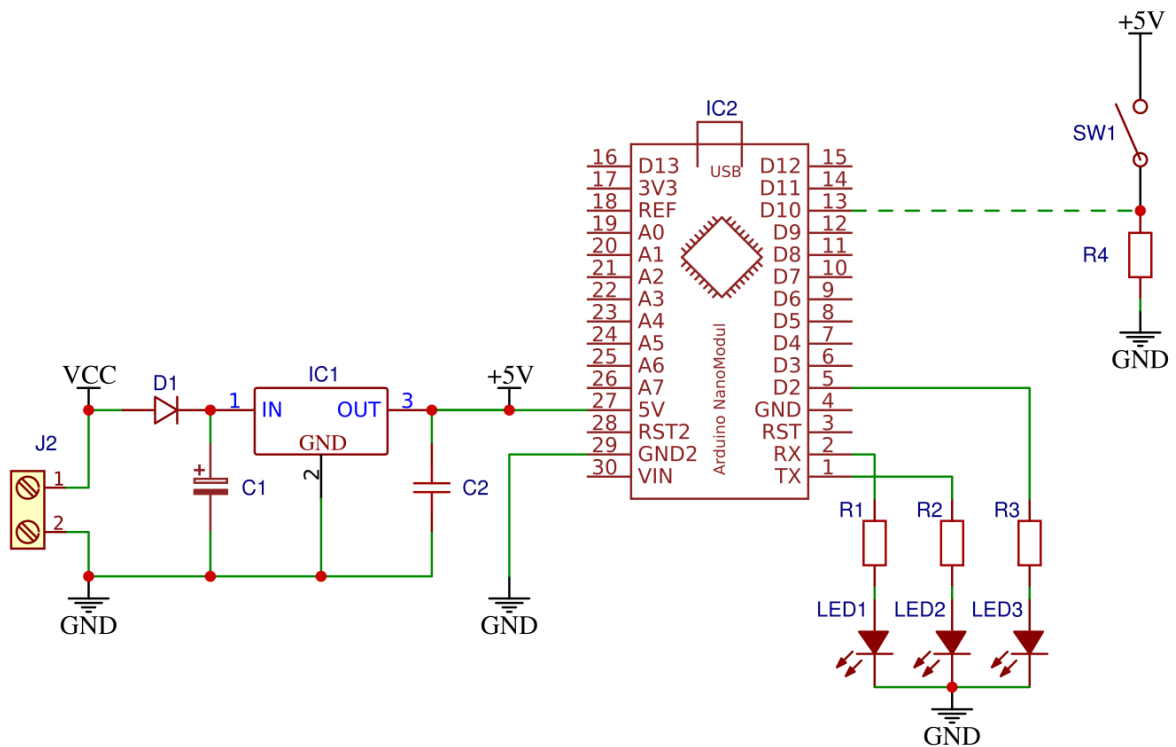 +5V
SW1
R4
GND
IC2
USB
Arduino NanoModul
16 D13
17 3V3
18 REF
19 A0
20 A1
21 A2
22 A3
23 A4
24 A5
25 A6
26 A7
27 5V
28 RST2
29 GND2
30 VIN
D12 15
D11 14
D10 13
D9 12
D8 11
D7 10
D6 9
D5 8
D4 7
D3 6
D2 5
GND 4
RST 3
RX 2
TX 1
VCC
D1
IC1
1 IN OUT 3
GND
2
+5V
J2
1
2
+
C1
C2
GND
GND
R1 R2 R3
LED1 LED2 LED3
GND